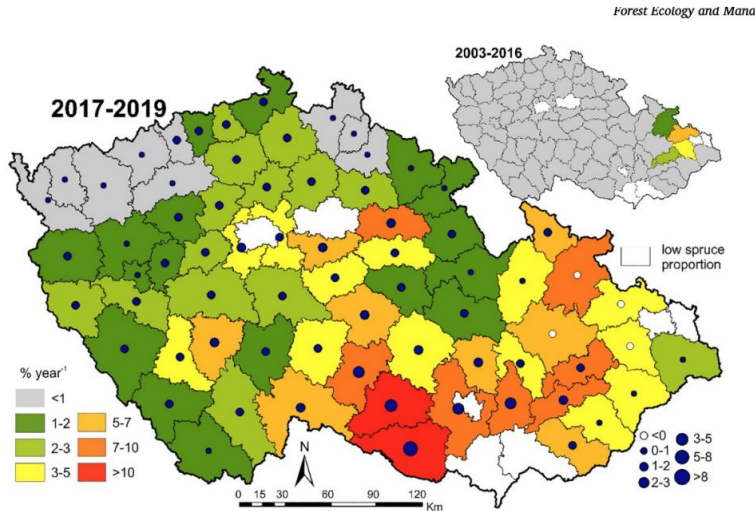 Forest Ecology and Mana
2003-2016
2017-2019
low spruce
proportion
% year⁻¹
<1
1-2
2-3
3-5
5-7
7-10
>10
N
0 15 30 60 90 120
Km
<0
0-1
1-2
2-3
3-5
5-8
>8